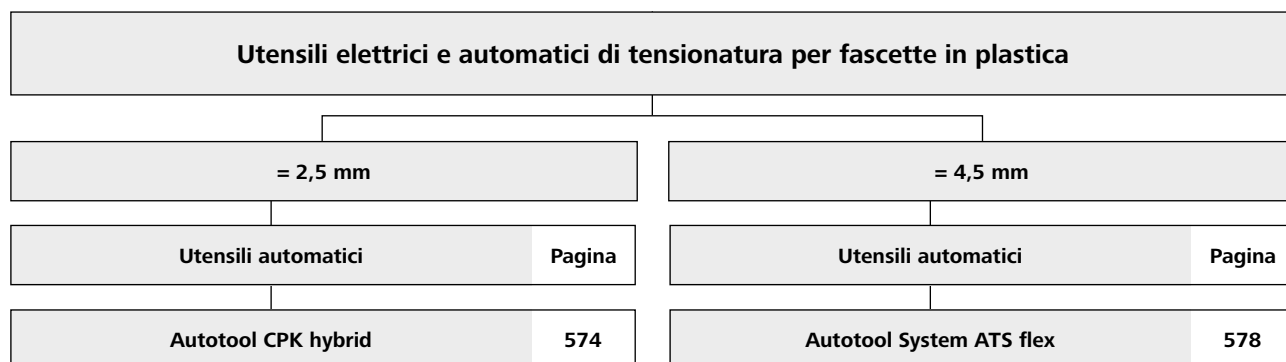 Utensili elettrici e automatici di tensionatura per fascette in plastica
= 2,5 mm
= 4,5 mm
Utensili automatici Pagina
Utensili automatici Pagina
Autotool CPK hybrid 574
Autotool System ATS flex 578